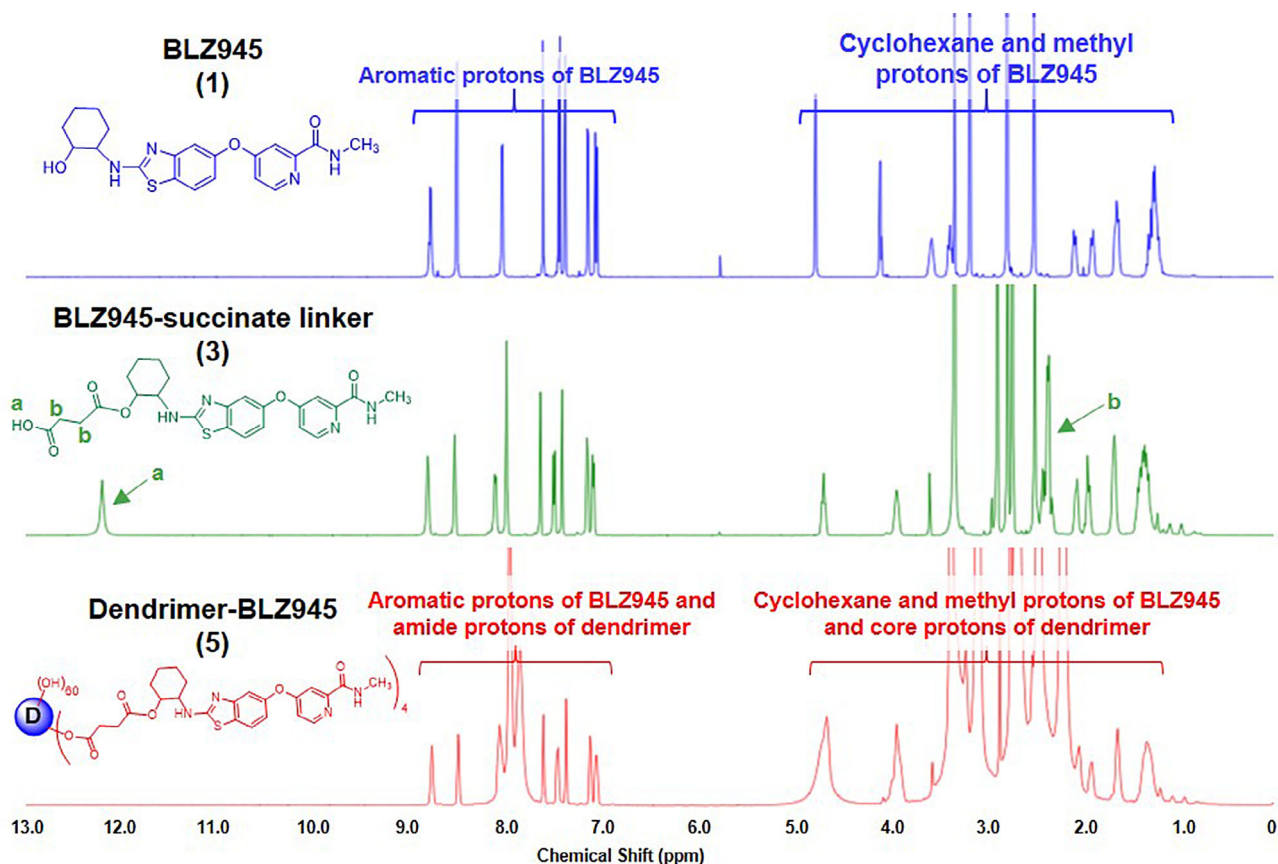 BLZ945
(1)
Aromatic protons of BLZ945
Cyclohexane and methyl
protons of BLZ945
HO
N
H
N
S
O
N
O
N
H
CH3
BLZ945-succinate linker
(3)
a
HO
b
O
b
O
O
HN
N
S
O
N
O
N
H
CH3
a
b
Dendrimer-BLZ945
(5)
Aromatic protons of BLZ945 and
amide protons of dendrimer
Cyclohexane and methyl protons of BLZ945
and core protons of dendrimer
(OH)60
D
O
O
O
O
HN
N
S
O
N
O
N
H
CH3
4
13.0 12.0 11.0 10.0 9.0 8.0 7.0 6.0 5.0 4.0 3.0 2.0 1.0 0
Chemical Shift (ppm)